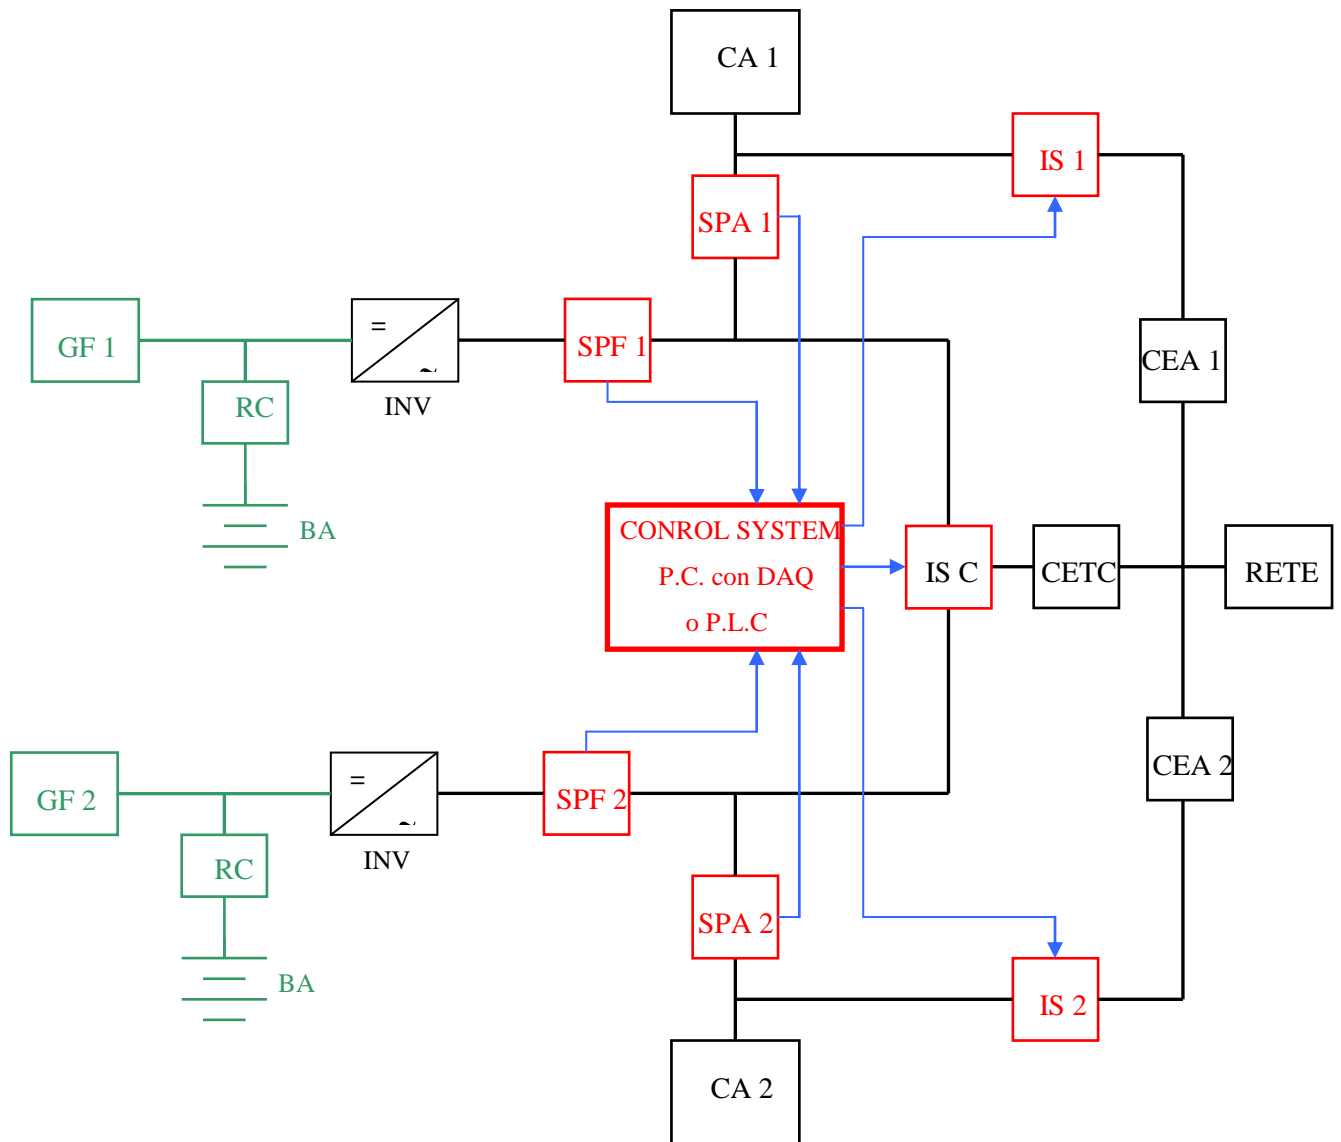 CA 1
IS 1
SPA 1
GF 1
=
~
INV
SPF 1
CEA 1
RC
BA
CONROL SYSTEM
P.C. con DAQ
o P.L.C
IS C
CETC
RETE
GF 2
=
~
INV
SPF 2
CEA 2
RC
SPA 2
BA
IS 2
CA 2